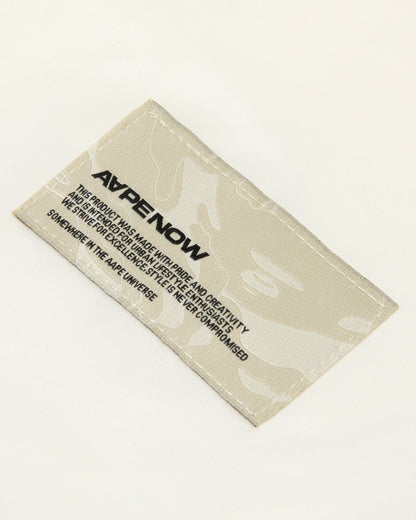 AAPE NOW
THIS PRODUCT WAS MADE WITH PRIDE AND CREATIVITY
AND IS INTENDED FOR URBAN LIFESTYLE ENTHUSIAST'S
WE STRIVE FOR EXCELLENCE. STYLE IS NEVER COMPROMISED
SOMEWHERE IN THE AAPE UNIVERSE